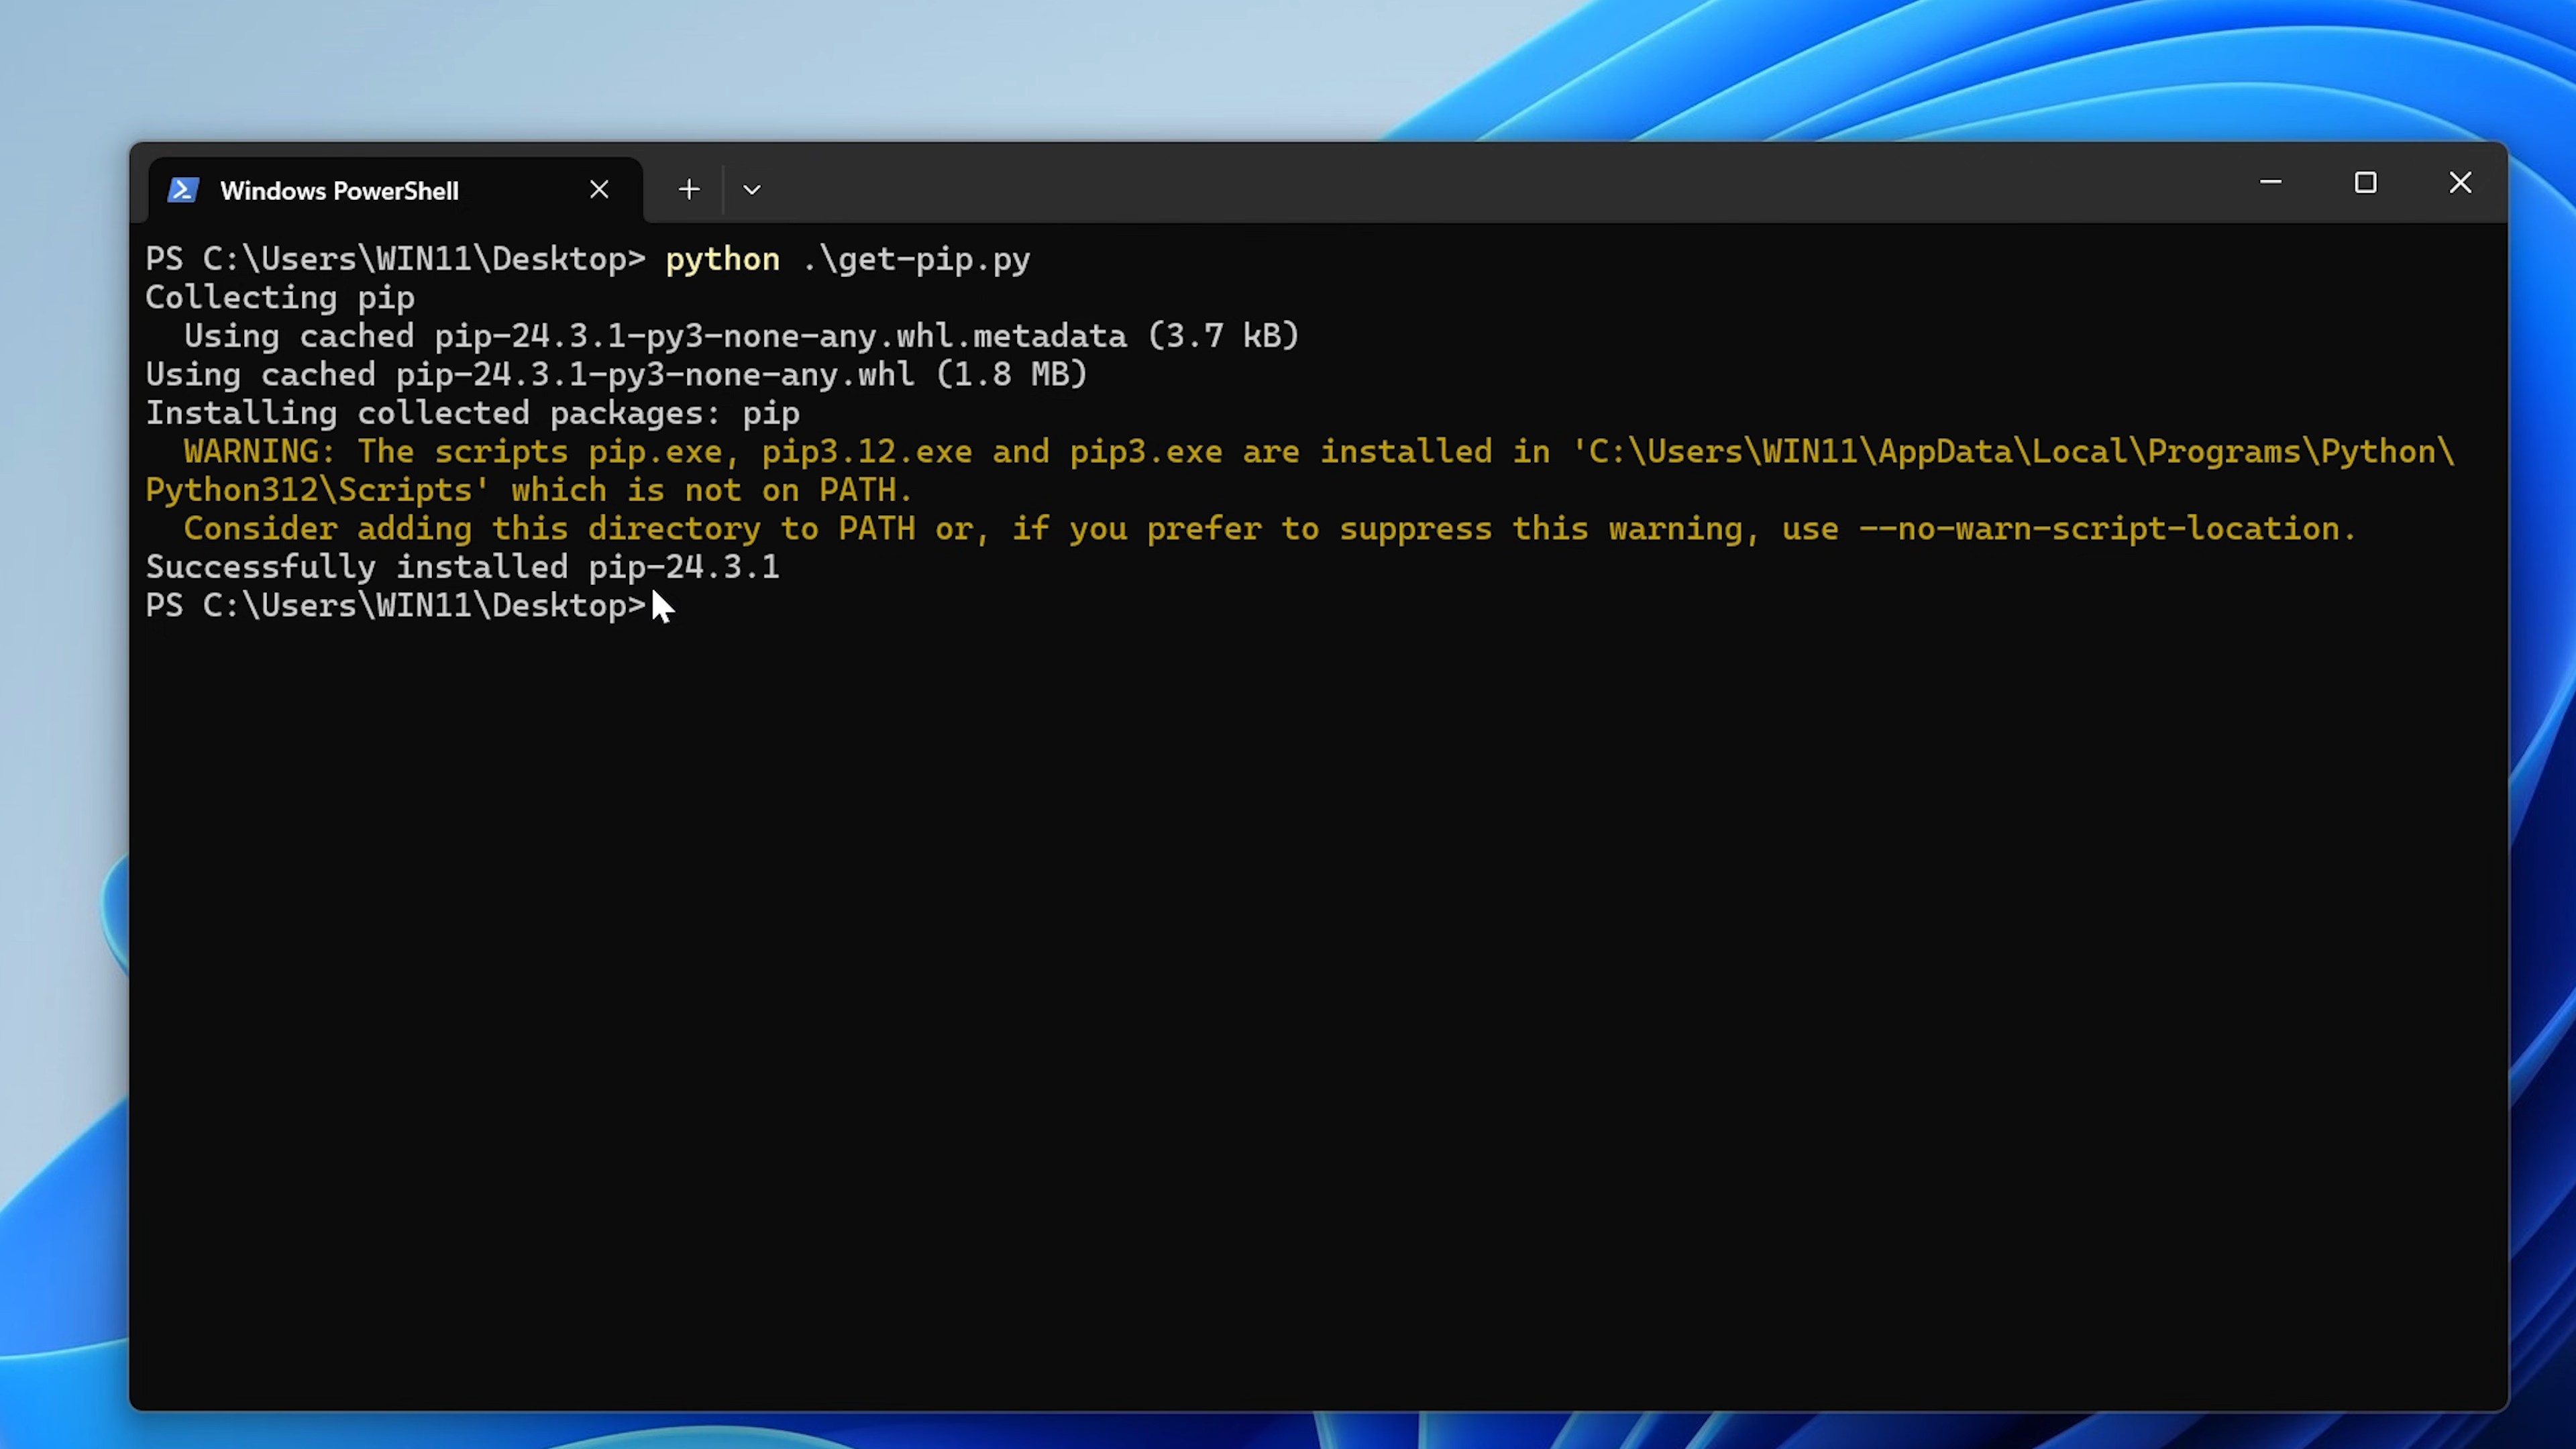 Windows PowerShell
PS C:\Users\WIN11\Desktop> python .\get-pip.py
Collecting pip
  Using cached pip-24.3.1-py3-none-any.whl.metadata (3.7 kB)
Using cached pip-24.3.1-py3-none-any.whl (1.8 MB)
Installing collected packages: pip
  WARNING: The scripts pip.exe, pip3.12.exe and pip3.exe are installed in 'C:\Users\WIN11\AppData\Local\Programs\Python\
Python312\Scripts' which is not on PATH.
  Consider adding this directory to PATH or, if you prefer to suppress this warning, use --no-warn-script-location.
Successfully installed pip-24.3.1
PS C:\Users\WIN11\Desktop>